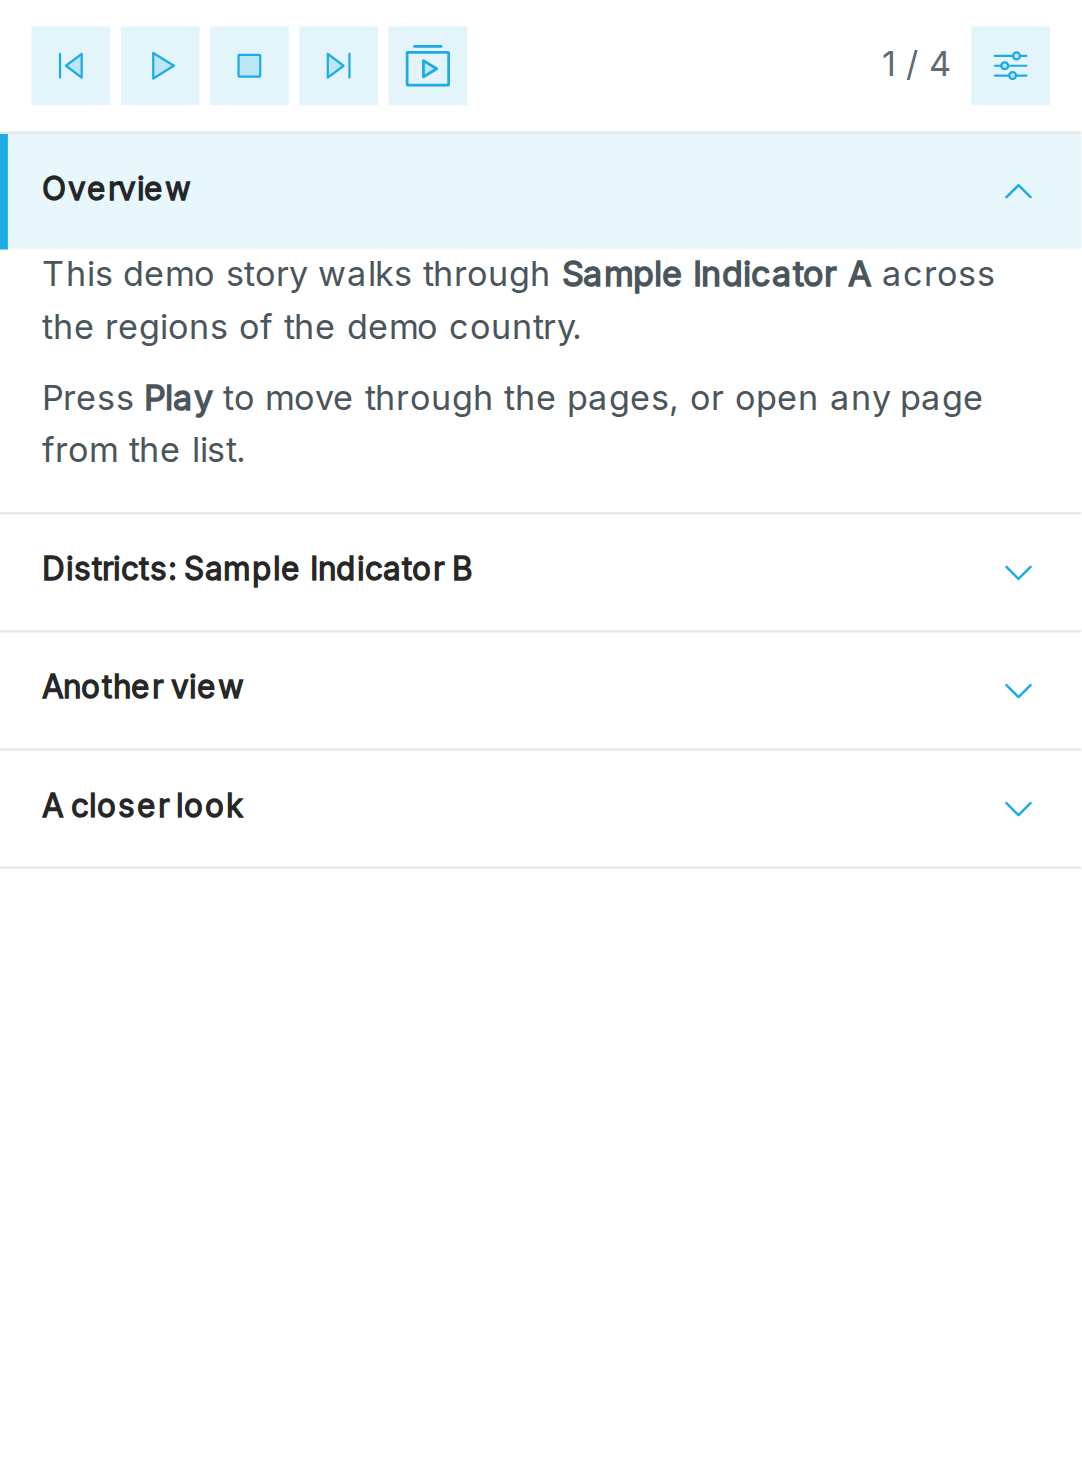 1 / 4
Overview
This demo story walks through Sample Indicator A across
the regions of the demo country.
Press Play to move through the pages, or open any page
from the list.
Districts: Sample Indicator B
Another view
A closer look